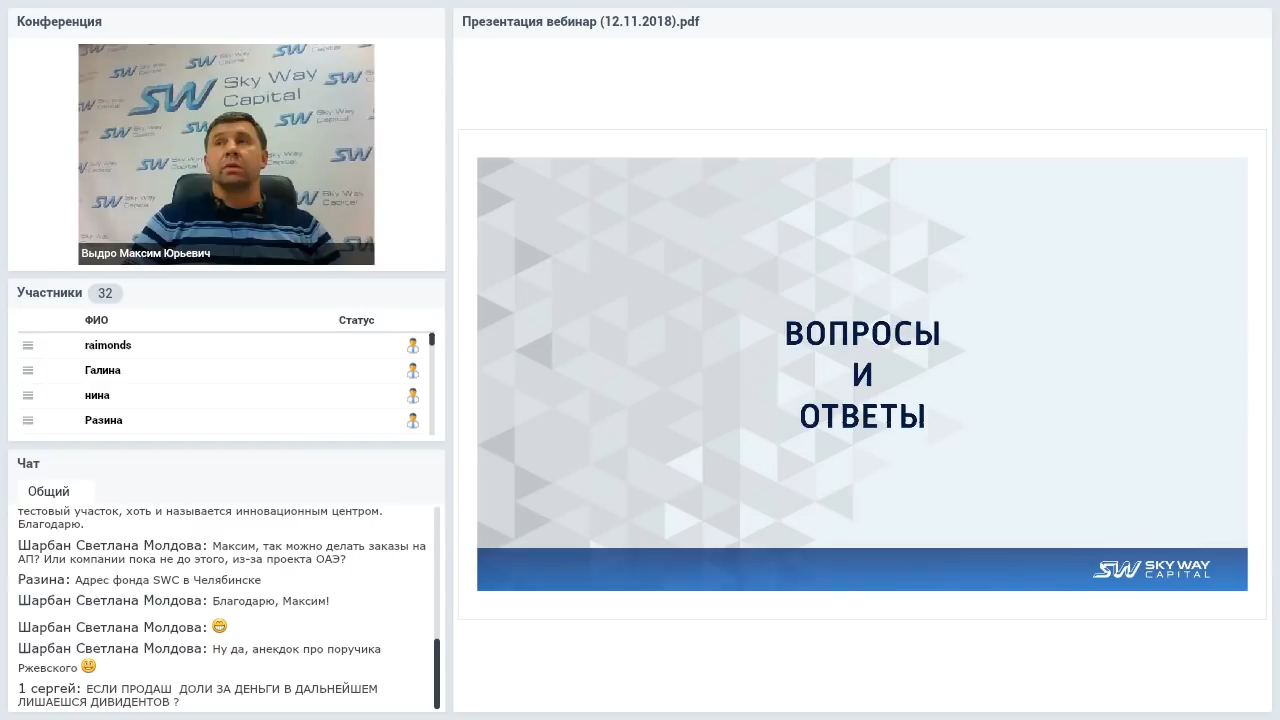 Конференция
SW
Sky Way
Capital
Выдро Максим Юрьевич
Участники 32
ФИО Статус
raimonds
Галина
нина
Разина
Чат
Общий
тестовый участок, хоть и называется инновационным центром.
Благодарю.
Шарбан Светлана Молдова: Максим, так можно делать заказы на
АП? Или компании пока не до этого, из-за проекта ОАЭ?
Разина: Адрес фонда SWC в Челябинске
Шарбан Светлана Молдова: Благодарю, Максим!
Шарбан Светлана Молдова:
Шарбан Светлана Молдова: Ну да, анекдок про поручика
Ржевского
1 сергей: ЕСЛИ ПРОДАШ ДОЛИ ЗА ДЕНЬГИ В ДАЛЬНЕЙШЕМ
ЛИШАЕШСЯ ДИВИДЕНТОВ ?
Презентация вебинар (12.11.2018).pdf
ВОПРОСЫ
И
ОТВЕТЫ
SW SKY WAY
CAPITAL